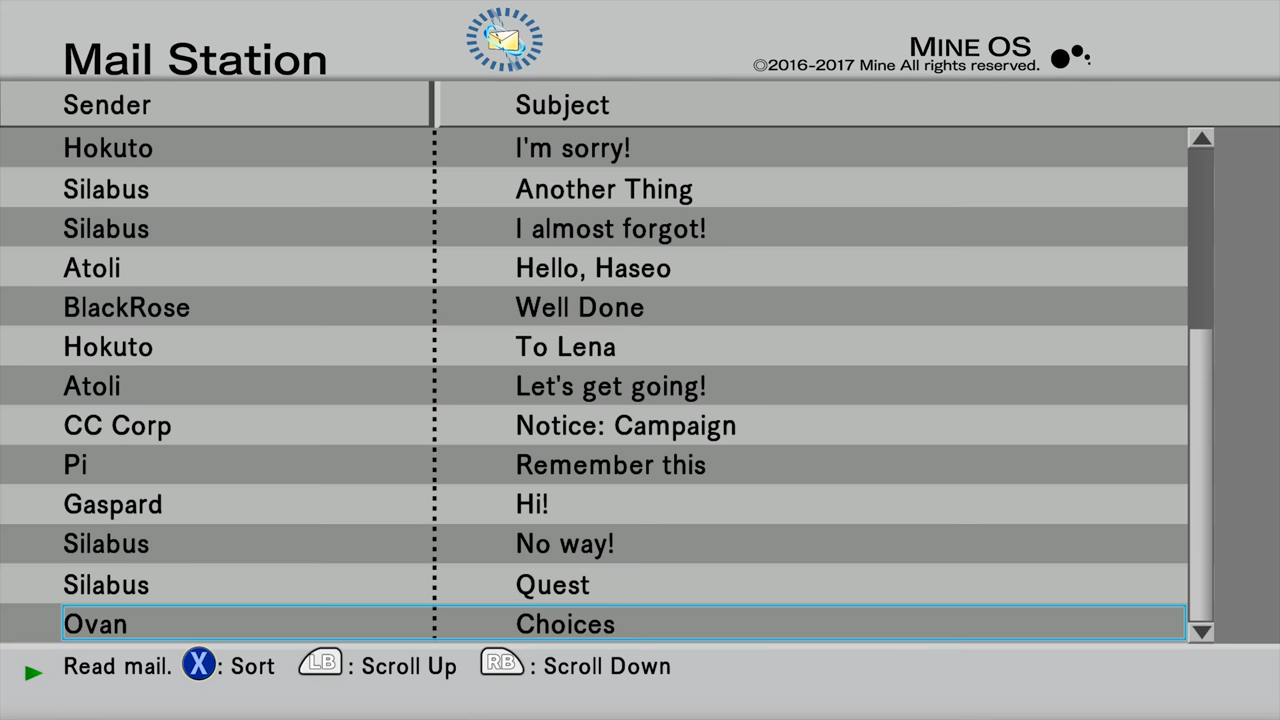 Mail Station
MINE OS
©2016-2017 Mine All rights reserved.
Sender Subject
Hokuto I'm sorry!
Silabus Another Thing
Silabus I almost forgot!
Atoli Hello, Haseo
BlackRose Well Done
Hokuto To Lena
Atoli Let's get going!
CC Corp Notice: Campaign
Pi Remember this
Gaspard Hi!
Silabus No way!
Silabus Quest
Ovan Choices
Read mail. X: Sort LB: Scroll Up RB: Scroll Down